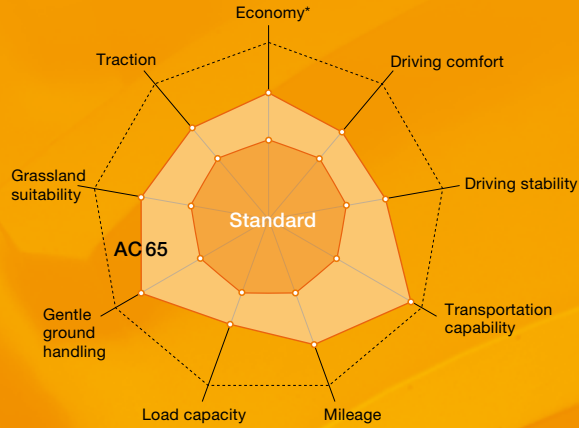 Economy*
Traction
Driving comfort
Grassland
suitability
Driving stability
Standard
AC 65
Gentle
ground
handling
Transportation
capability
Load capacity
Mileage